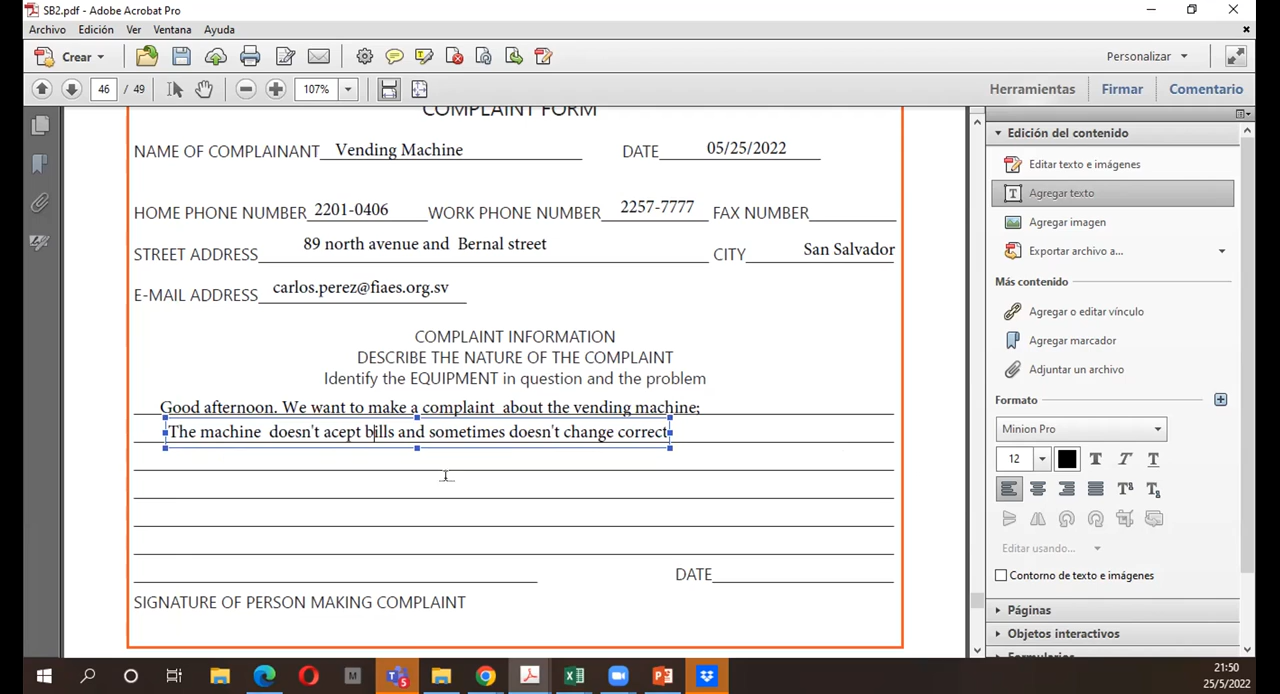 SB2.pdf - Adobe Acrobat Pro
Archivo Edición Ver Ventana Ayuda
Crear Personalizar
46 / 49 107% Herramientas Firmar Comentario
COMPLAINT FORM
NAME OF COMPLAINANT Vending Machine DATE 05/25/2022
HOME PHONE NUMBER 2201-0406 WORK PHONE NUMBER 2257-7777 FAX NUMBER
STREET ADDRESS 89 north avenue and Bernal street CITY San Salvador
E-MAIL ADDRESS carlos.perez@fiaes.org.sv
COMPLAINT INFORMATION
DESCRIBE THE NATURE OF THE COMPLAINT
Identify the EQUIPMENT in question and the problem
Good afternoon. We want to make a complaint about the vending machine;
The machine doesn't acept bills and sometimes doesn't change correct
DATE
SIGNATURE OF PERSON MAKING COMPLAINT
Edición del contenido
Editar texto e imágenes
Agregar texto
Agregar imagen
Exportar archivo a...
Más contenido
Agregar o editar vínculo
Agregar marcador
Adjuntar un archivo
Formato
Minion Pro
12
Editar usando...
Contorno de texto e imágenes
Páginas
Objetos interactivos
Formularios
21:50
25/5/2022